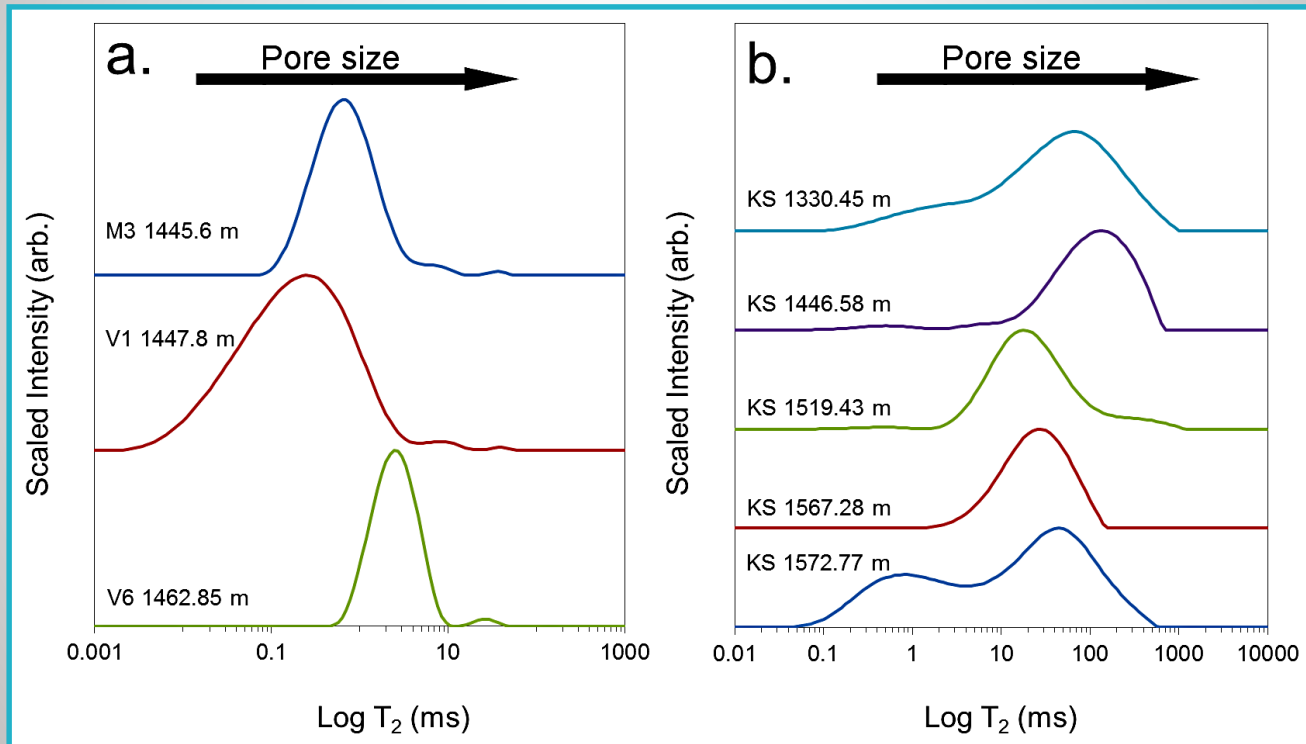 a.
Pore size
Scaled Intensity (arb.)
M3 1445.6 m
V1 1447.8 m
V6 1462.85 m
0.001 0.1 10 1000
Log T₂ (ms)
b.
Pore size
Scaled Intensity (arb.)
KS 1330.45 m
KS 1446.58 m
KS 1519.43 m
KS 1567.28 m
KS 1572.77 m
0.01 0.1 1 10 100 1000 10000
Log T₂ (ms)